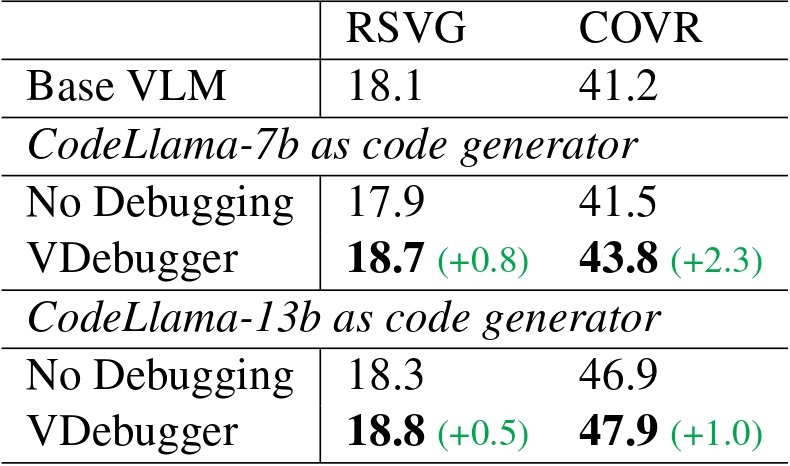 RSVG COVR
Base VLM 18.1 41.2
CodeLlama-7b as code generator
No Debugging 17.9 41.5
VDebugger 18.7 (+0.8) 43.8 (+2.3)
CodeLlama-13b as code generator
No Debugging 18.3 46.9
VDebugger 18.8 (+0.5) 47.9 (+1.0)